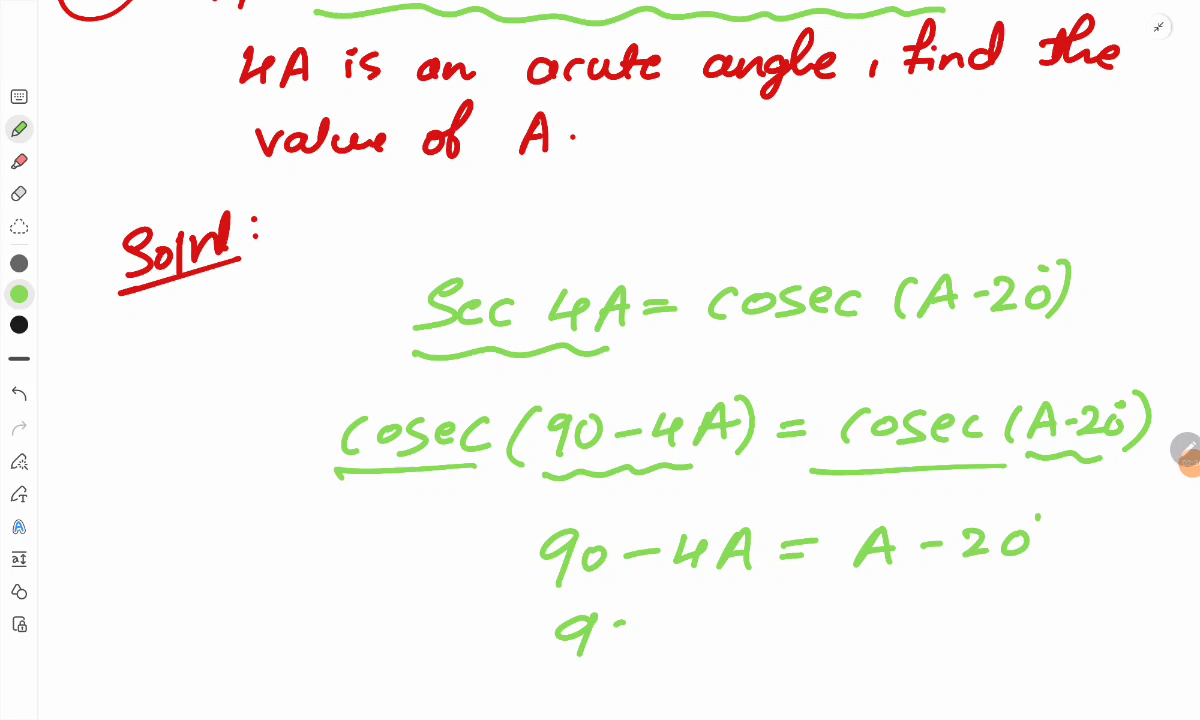 4A is an acute angle, find the
value of A.
Soln:
Sec 4A = cosec (A-20°)
cosec (90-4A) = cosec (A-20°)
90-4A = A-20°
9